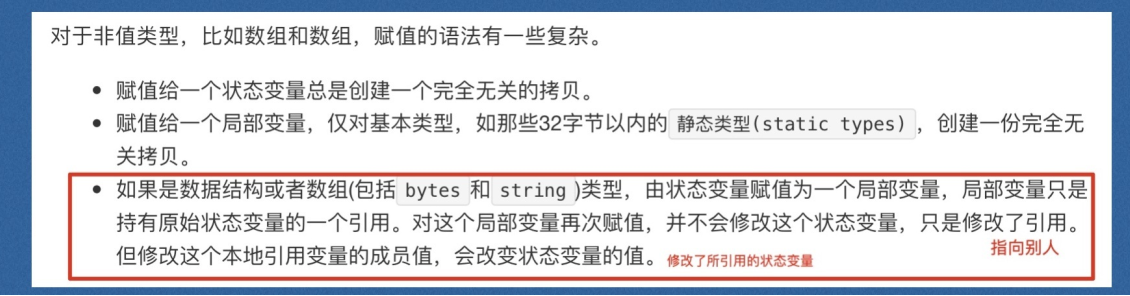 对于非值类型，比如数组和数组，赋值的语法有一些复杂。
赋值给一个状态变量总是创建一个完全无关的拷贝。
赋值给一个局部变量，仅对基本类型，如那些32字节以内的 静态类型(static types) ，创建一份完全无
关拷贝。
如果是数据结构或者数组(包括 bytes 和 string )类型，由状态变量赋值为一个局部变量，局部变量只是
持有原始状态变量的一个引用。对这个局部变量再次赋值，并不会修改这个状态变量，只是修改了引用。
但修改这个本地引用变量的成员值，会改变状态变量的值。 修改了所引用的状态变量 指向别人